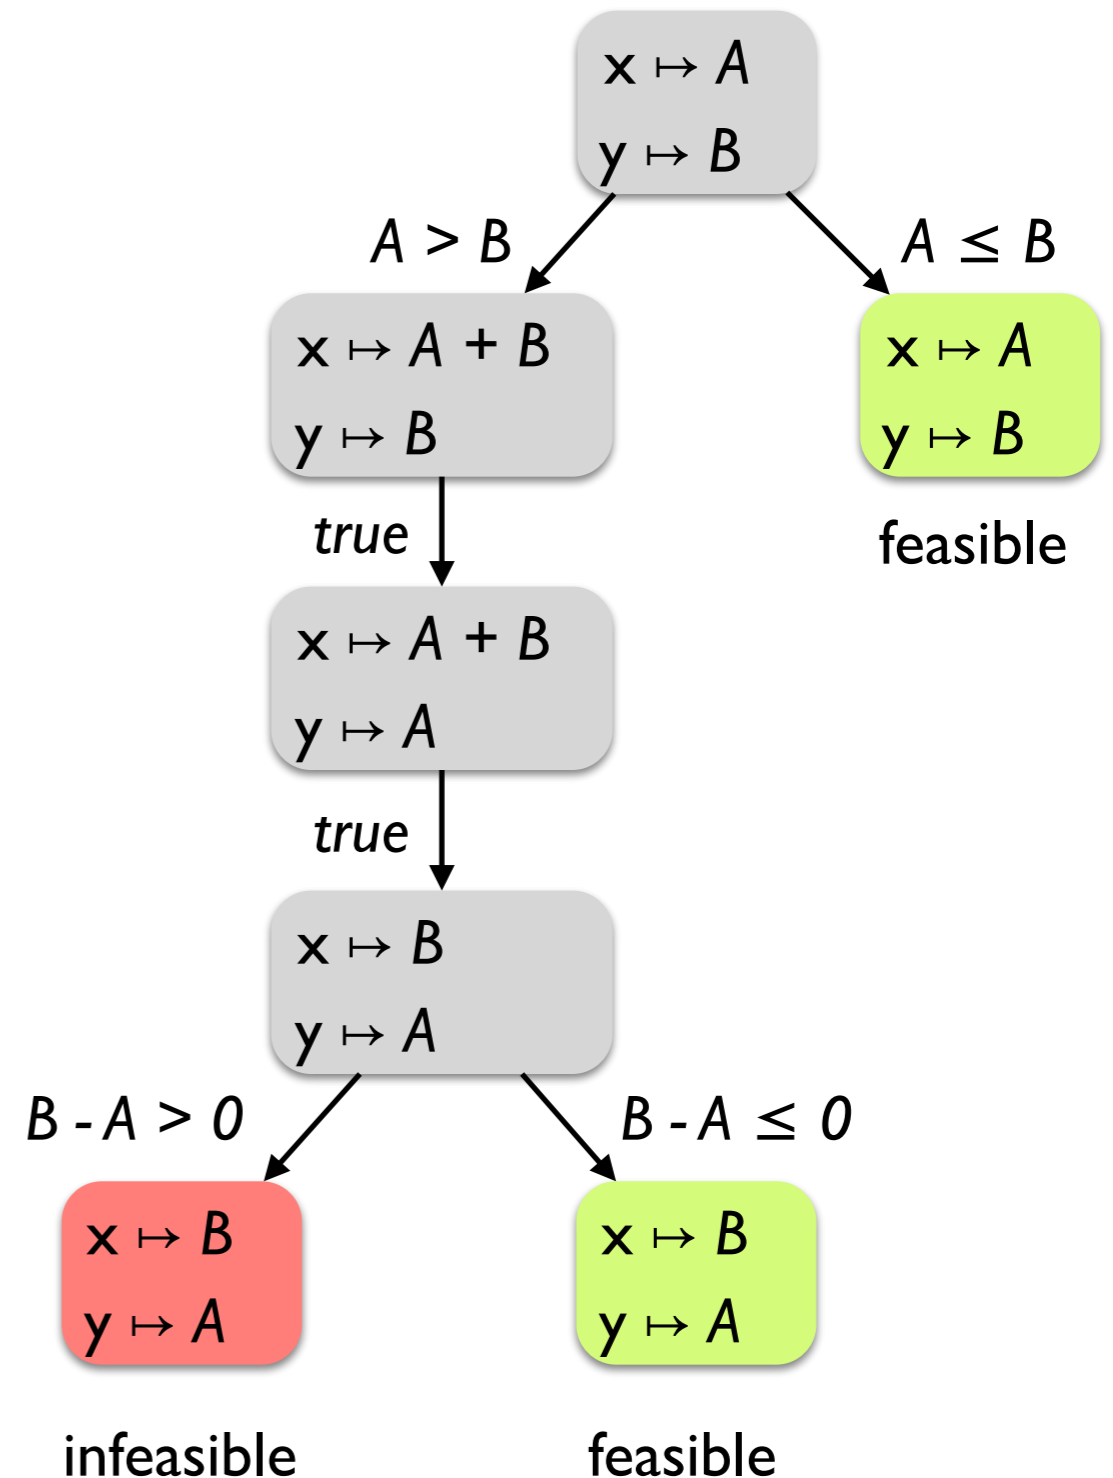 x ↦ A
y ↦ B
A > B
A ≤ B
x ↦ A + B
y ↦ B
x ↦ A
y ↦ B
feasible
true
x ↦ A + B
y ↦ A
true
x ↦ B
y ↦ A
B - A > 0
B - A ≤ 0
x ↦ B
y ↦ A
infeasible
x ↦ B
y ↦ A
feasible